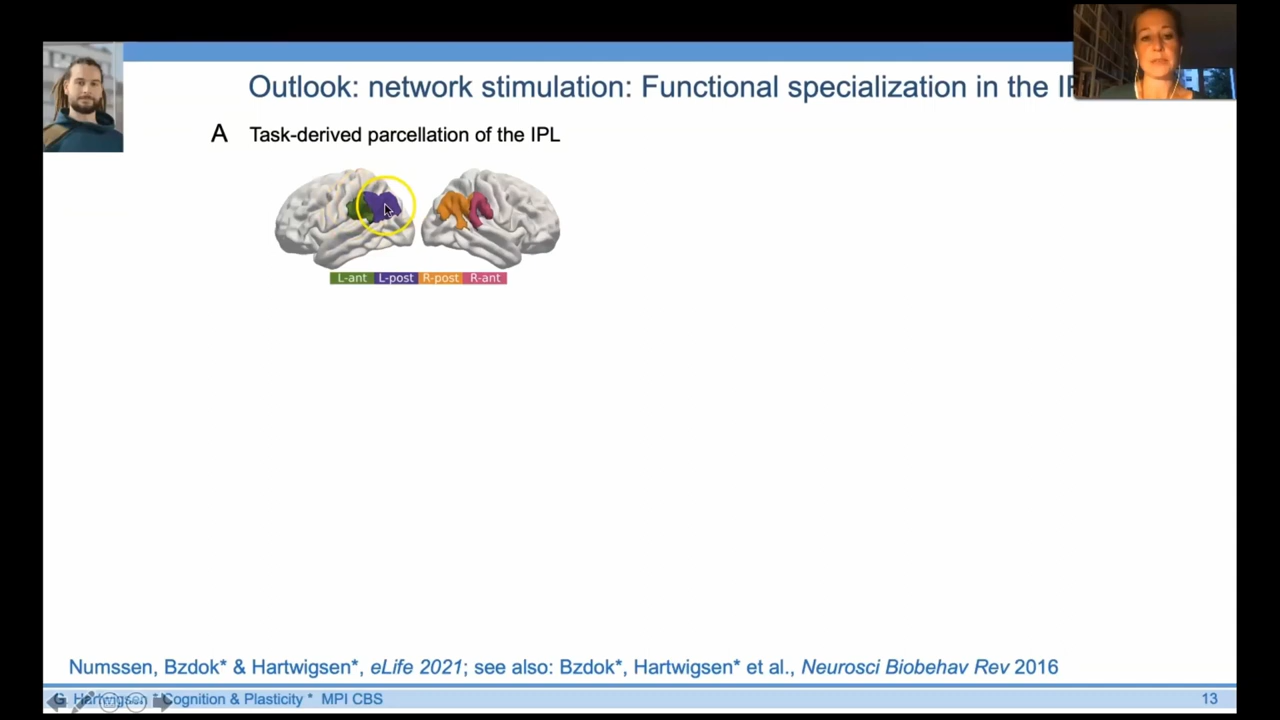 Outlook: network stimulation: Functional specialization in the
A Task-derived parcellation of the IPL
L-ant L-post R-post R-ant
Numssen, Bzdok* & Hartwigsen*, eLife 2021; see also: Bzdok*, Hartwigsen* et al., Neurosci Biobehav Rev 2016
G. Hartwigsen * Cognition & Plasticity * MPI CBS
13